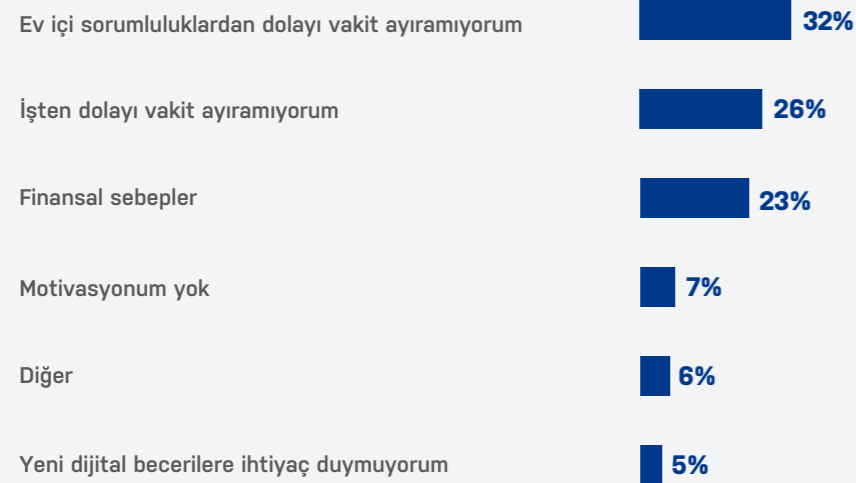 Ev içi sorumluluklardan dolayı vakit ayıramıyorum 32%
İşten dolayı vakit ayıramıyorum 26%
Finansal sebepler 23%
Motivasyonum yok 7%
Diğer 6%
Yeni dijital becerilere ihtiyaç duymuyorum 5%